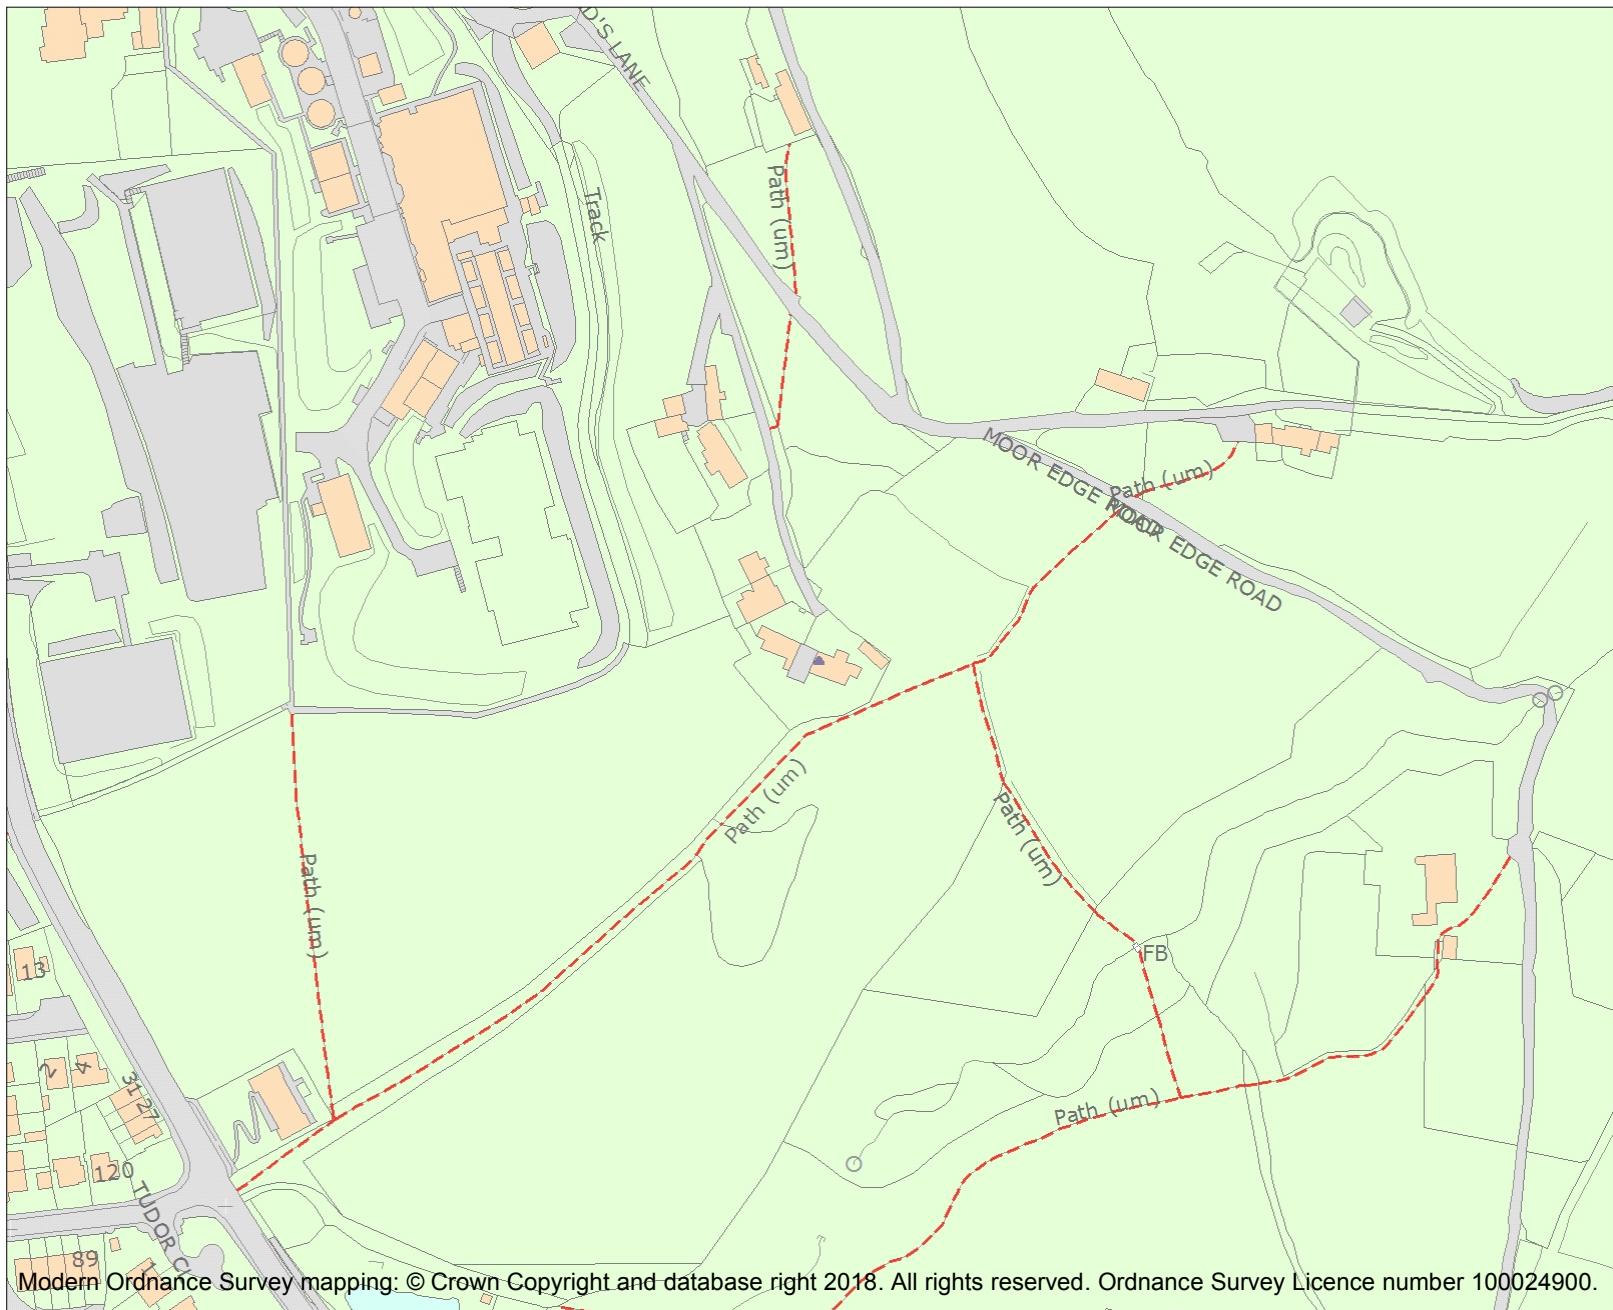 D'S LANE
Track
Path (um)
MOOR EDGE ROAD
Path (um)
MOOR EDGE ROAD
Path (um)
Path (um)
Path (um)
FB
13
2
4
31
27
Path (um)
120
TUDOR CL
89
1
Modern Ordnance Survey mapping: © Crown Copyright and database right 2018. All rights reserved. Ordnance Survey Licence number 100024900.